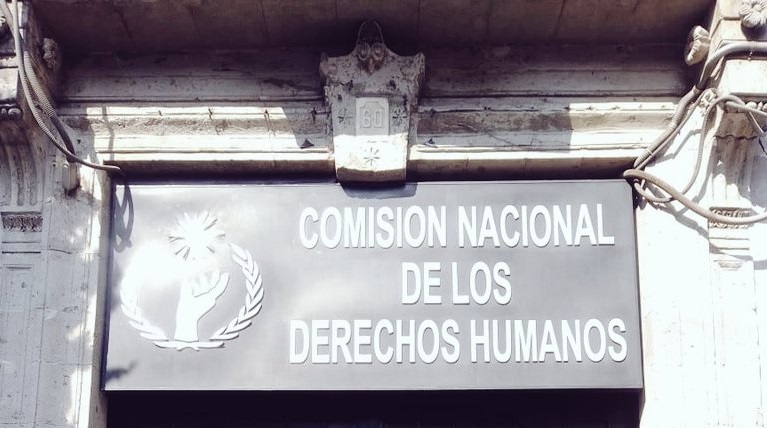 60
COMISION NACIONAL
DE LOS
DERECHOS HUMANOS